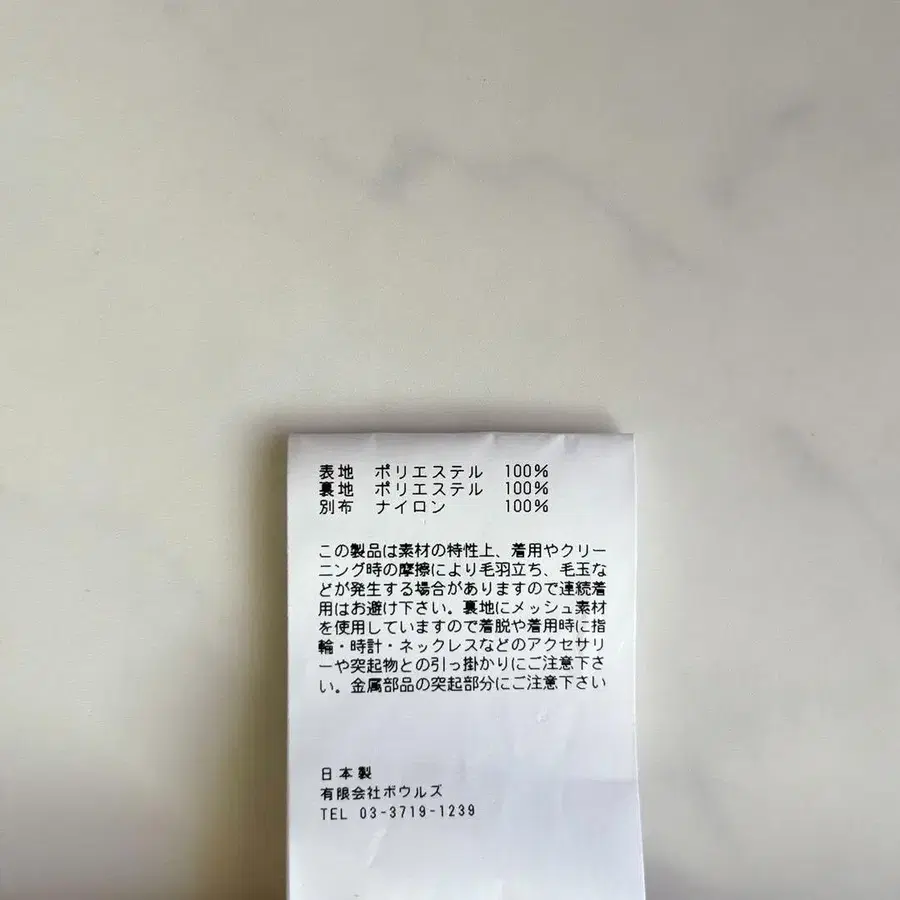 表地 ポリエステル 100%
裏地 ポリエステル 100%
別布 ナイロン 100%
この製品は素材の特性上、着用やクリー
ニング時の摩擦により毛羽立ち、毛玉な
どが発生する場合がありますので連続着
用はお避け下さい。裏地にメッシュ素材
を使用していますので着脱や着用時に指
輪・時計・ネックレスなどのアクセサリ
ーや突起物との引っ掛かりにご注意下さ
い。金属部品の突起部分にご注意下さい
日本製
有限会社ボウルズ
TEL 03-3719-1239